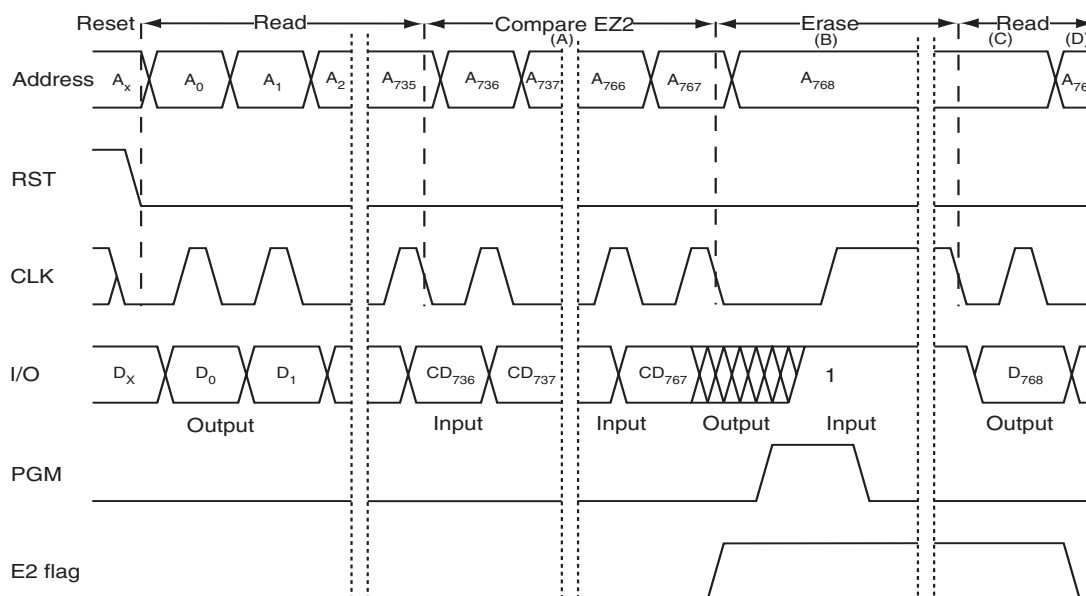 Reset Read Compare EZ2 Erase Read
(A) (B) (C) (D)
Address Ax A0 A1 A2 A735 A736 A737 A766 A767 A768 A76
RST
CLK
I/O DX D0 D1 CD736 CD737 CD767 1 D768
Output Input Input Output Input Output
PGM
E2 flag